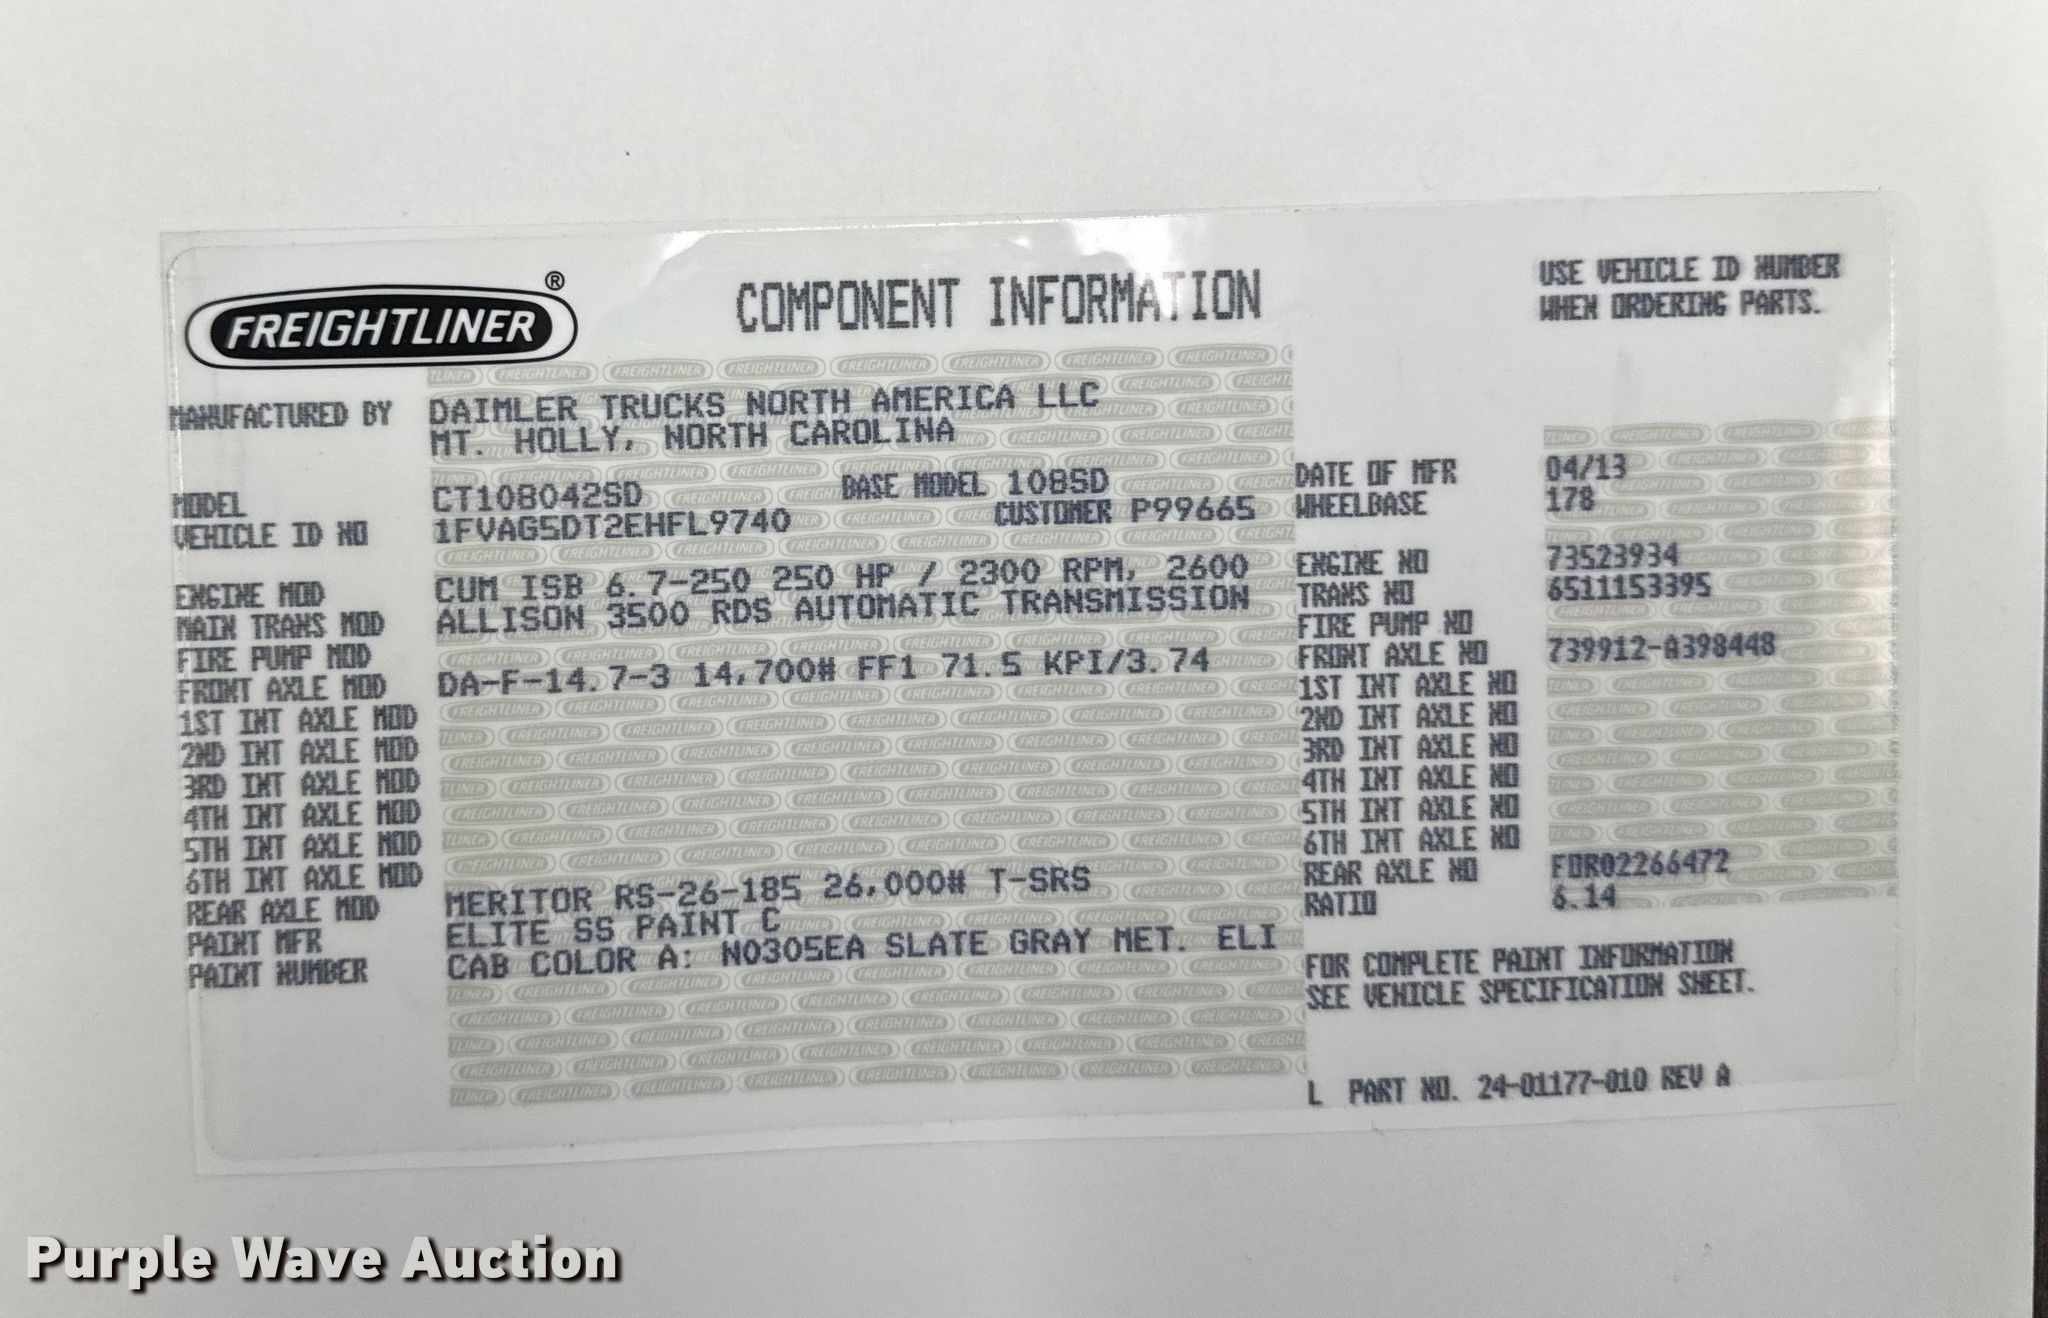 FREIGHTLINER®
COMPONENT INFORMATION
USE VEHICLE ID NUMBER
WHEN ORDERING PARTS.
MANUFACTURED BY DAIMLER TRUCKS NORTH AMERICA LLC
MT. HOLLY, NORTH CAROLINA
MODEL CT108042SD BASE MODEL 108SD DATE OF MFR 04/13
VEHICLE ID NO 1FVAG5DT2EHFL9740 CUSTOMER P99665 WHEELBASE 178
ENGINE MOD CUM ISB 6.7-250 250 HP / 2300 RPM, 2600 ENGINE NO 73523934
MAIN TRANS MOD ALLISON 3500 RDS AUTOMATIC TRANSMISSION TRANS NO 6511153395
FIRE PUMP MOD FIRE PUMP NO
FRONT AXLE MOD DA-F-14.7-3 14,700# FF1 71.5 KPI/3.74 FRONT AXLE NO 739912-A398448
1ST INT AXLE MOD 1ST INT AXLE NO
2ND INT AXLE MOD 2ND INT AXLE NO
3RD INT AXLE MOD 3RD INT AXLE NO
4TH INT AXLE MOD 4TH INT AXLE NO
5TH INT AXLE MOD 5TH INT AXLE NO
6TH INT AXLE MOD 6TH INT AXLE NO
REAR AXLE MOD MERITOR RS-26-185 26,000# T-SRS REAR AXLE NO FDR02266472
PAINT MFR ELITE SS PAINT C RATIO 6.14
PAINT NUMBER CAB COLOR A: N0305EA SLATE GRAY MET. ELI
FOR COMPLETE PAINT INFORMATION
SEE VEHICLE SPECIFICATION SHEET.
L PART NO. 24-01177-010 REV A
Purple Wave Auction